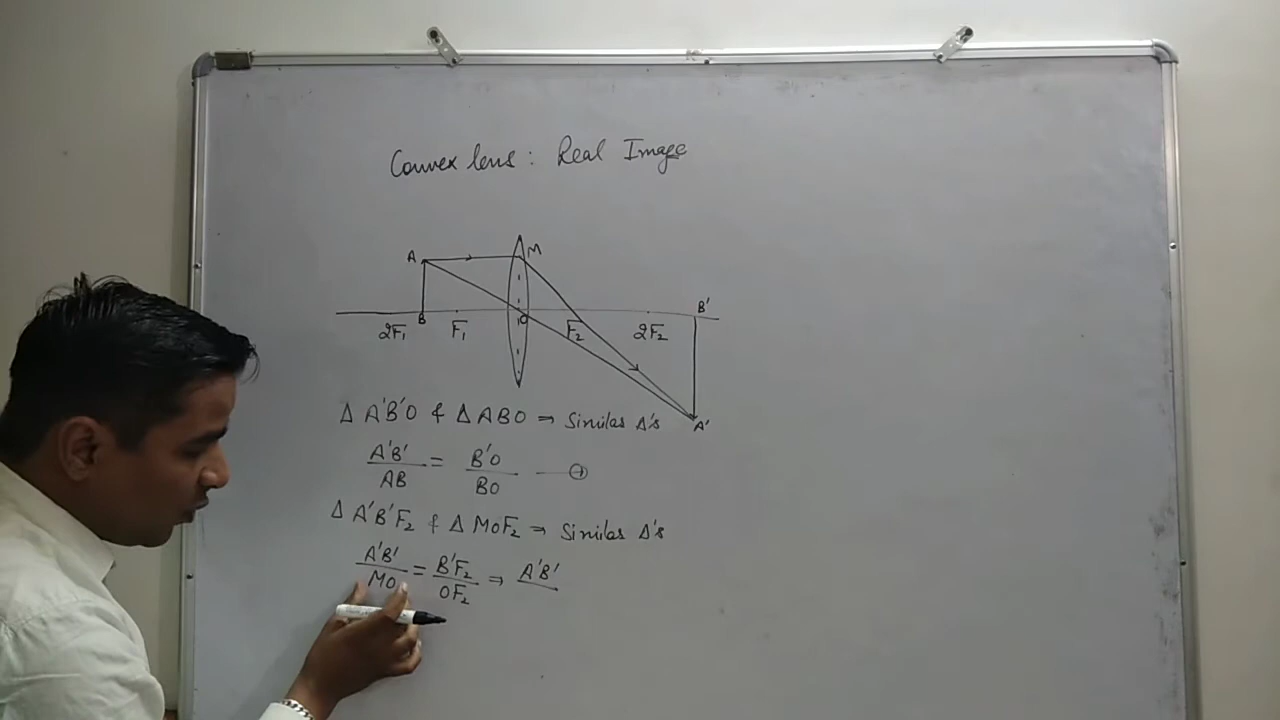 Convex lens : Real Image
A M
B O B'
2F₁ F₁ F₂ 2F₂
A'
Δ A'B'O & Δ ABO ⇒ Similar Δ's
A'B'/AB = B'O/BO — ①
Δ A'B'F₂ & Δ MOF₂ ⇒ Similar Δ's
A'B'/MO = B'F₂/OF₂ ⇒ A'B'/